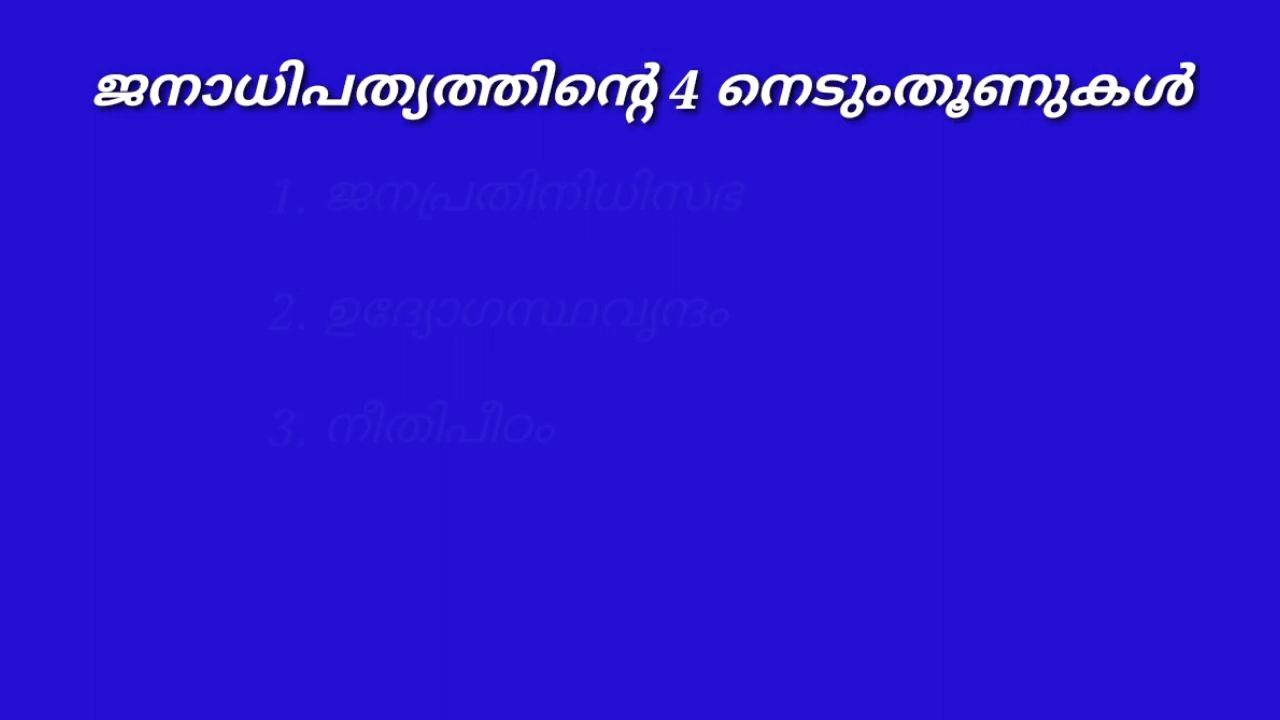 ജനാധിപത്യത്തിന്റെ 4 നെടുംതൂണുകൾ
1. ജനപ്രതിനിധിസഭ
2. ഉദ്യോഗസ്ഥവൃന്ദം
3. നീതിപീഠം